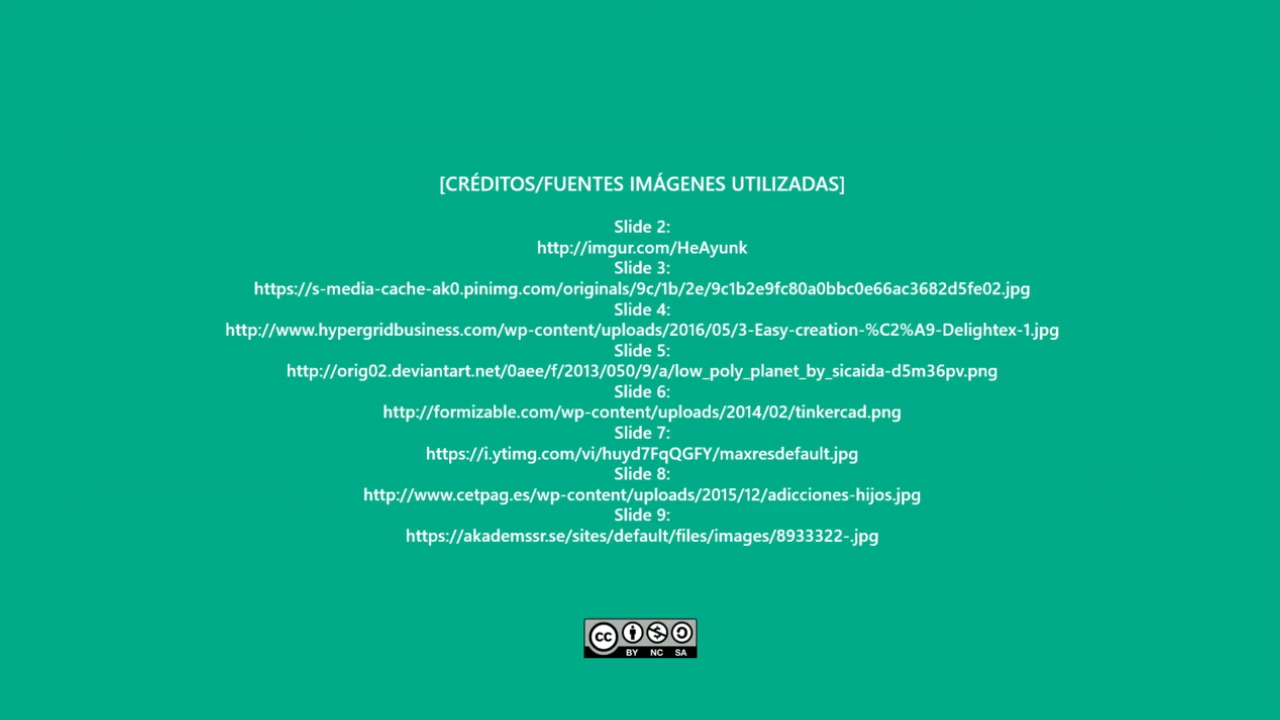 [CRÉDITOS/FUENTES IMÁGENES UTILIZADAS]
Slide 2:
http://imgur.com/HeAyunk
Slide 3:
https://s-media-cache-ak0.pinimg.com/originals/9c/1b/2e/9c1b2e9fc80a0bbc0e66ac3682d5fe02.jpg
Slide 4:
http://www.hypergridbusiness.com/wp-content/uploads/2016/05/3-Easy-creation-%C2%A9-Delightex-1.jpg
Slide 5:
http://orig02.deviantart.net/0aee/f/2013/050/9/a/low_poly_planet_by_sicaida-d5m36pv.png
Slide 6:
http://formizable.com/wp-content/uploads/2014/02/tinkercad.png
Slide 7:
https://i.ytimg.com/vi/huyd7FqQGFY/maxresdefault.jpg
Slide 8:
http://www.cetpag.es/wp-content/uploads/2015/12/adicciones-hijos.jpg
Slide 9:
https://akademssr.se/sites/default/files/images/8933322-.jpg
cc
BY NC SA